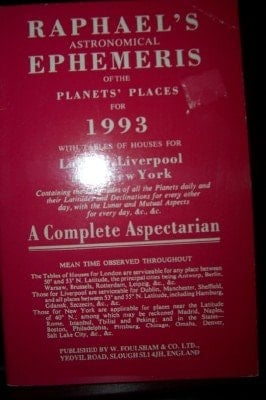 RAPHAEL'S
ASTRONOMICAL
EPHEMERIS
OF THE
PLANETS' PLACES
FOR
1993
WITH TABLES OF HOUSES FOR
Liverpool
New York
Containing the Longitudes of all the Planets daily and
their Latitudes and Declinations for every other
day, with the Lunar and Mutual Aspects
for every day, &c., &c.
A Complete Aspectarian
MEAN TIME OBSERVED THROUGHOUT
The Tables of Houses for London are serviceable for any place between
50° and 53° N. Latitude, the principal cities being Antwerp, Berlin,
Warsaw, Brussels, Rotterdam, Leipzig, &c., &c.
Those for Liverpool are serviceable for Dublin, Manchester, Sheffield,
and all places between 53° and 55° N. Latitude, including Hamburg,
Gdansk, Szczecin, &c., &c.
Those for New York are applicable for places near the Latitude
of 40° N., among which may be reckoned Madrid, Naples,
Rome, Istanbul, Tbilisi and Peking; and in the States—
Boston, Philadelphia, Pittsburg, Chicago, Omaha, Denver,
Salt Lake City, &c., &c.
PUBLISHED BY W. FOULSHAM & CO. LTD.,
YEOVIL ROAD, SLOUGH SL1 4JH, ENGLAND